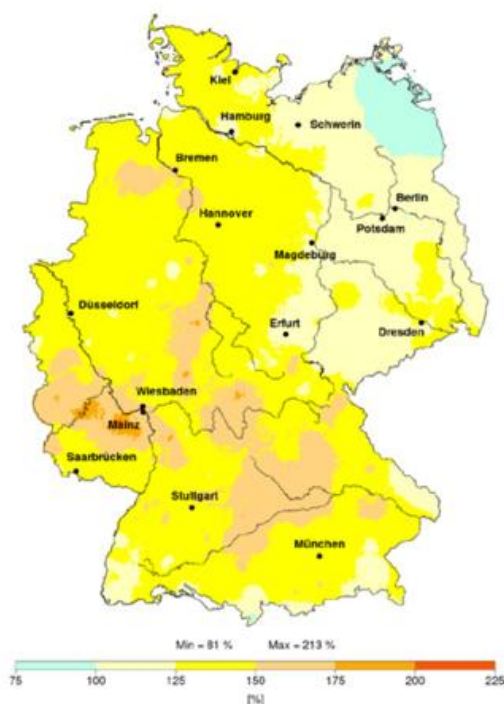 Kiel
Hamburg
Schwerin
Bremen
Berlin
Hannover
Potsdam
Magdeburg
Düsseldorf
Erfurt
Dresden
Wiesbaden
Mainz
Saarbrücken
Stuttgart
München
Min = 81 % Max = 213 %
75 100 125 150 175 200 225
[%]